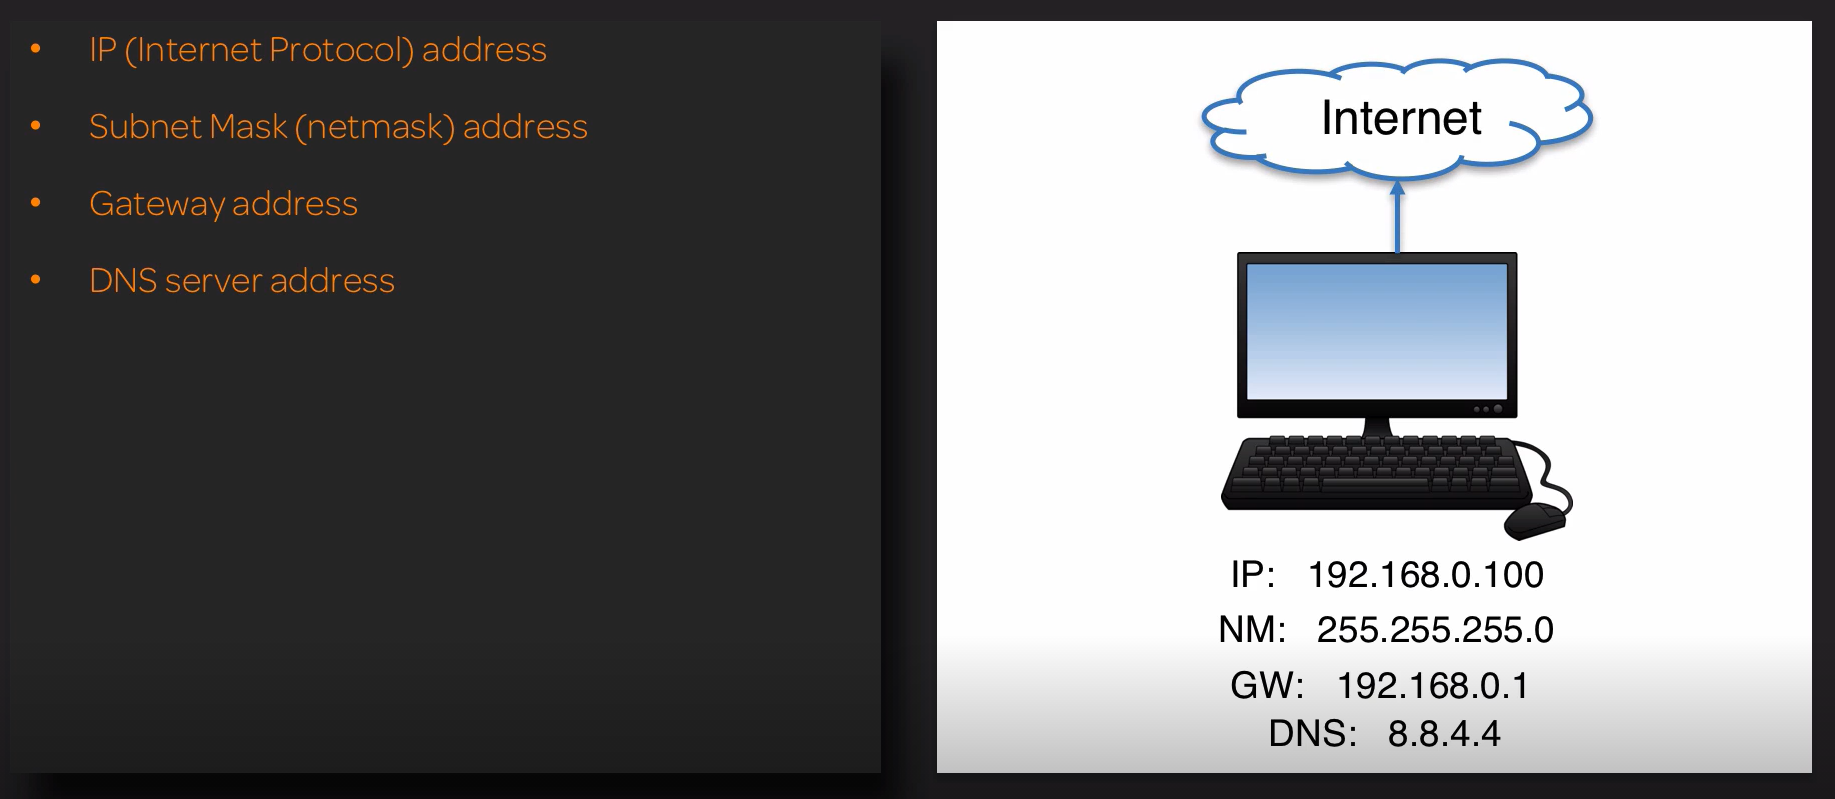 • IP (Internet Protocol) address
• Subnet Mask (netmask) address
• Gateway address
• DNS server address
Internet
IP: 192.168.0.100
NM: 255.255.255.0
GW: 192.168.0.1
DNS: 8.8.4.4